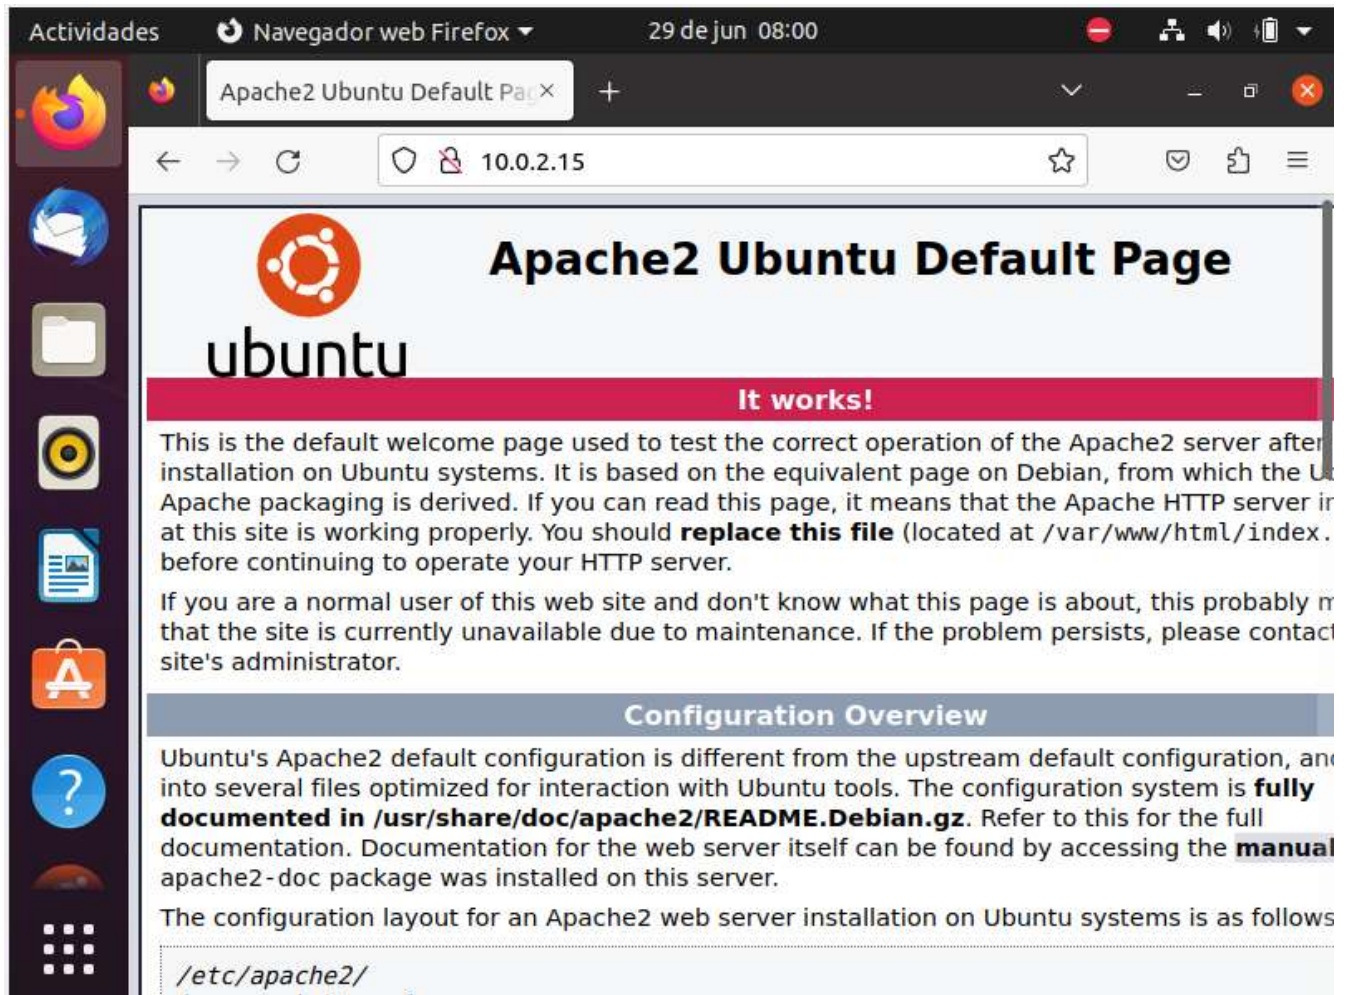 Actividades Navegador web Firefox 29 de jun 08:00
Apache2 Ubuntu Default Pag
10.0.2.15
ubuntu
Apache2 Ubuntu Default Page
It works!
This is the default welcome page used to test the correct operation of the Apache2 server after
installation on Ubuntu systems. It is based on the equivalent page on Debian, from which the
Apache packaging is derived. If you can read this page, it means that the Apache HTTP server
at this site is working properly. You should replace this file (located at /var/www/html/index.
before continuing to operate your HTTP server.
If you are a normal user of this web site and don't know what this page is about, this probably
that the site is currently unavailable due to maintenance. If the problem persists, please contact
site's administrator.
Configuration Overview
Ubuntu's Apache2 default configuration is different from the upstream default configuration, and
into several files optimized for interaction with Ubuntu tools. The configuration system is fully
documented in /usr/share/doc/apache2/README.Debian.gz. Refer to this for the full
documentation. Documentation for the web server itself can be found by accessing the manual
apache2-doc package was installed on this server.
The configuration layout for an Apache2 web server installation on Ubuntu systems is as follows
/etc/apache2/